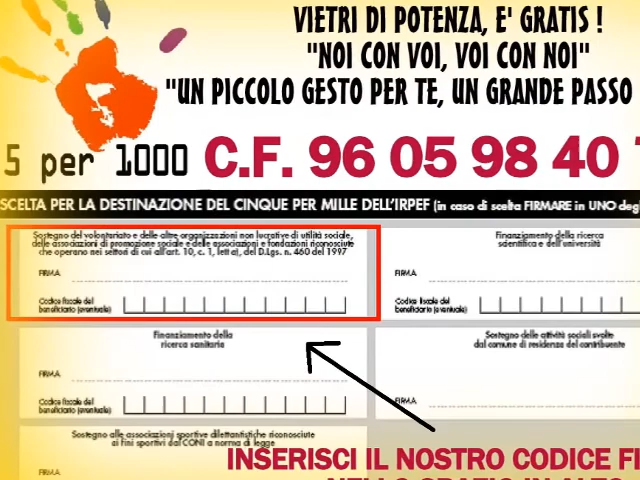 VIETRI DI POTENZA, E' GRATIS !
"NOI CON VOI, VOI CON NOI"
"UN PICCOLO GESTO PER TE, UN GRANDE PASSO
5 per 1000 C.F. 96 05 98 40
SCELTA PER LA DESTINAZIONE DEL CINQUE PER MILLE DELL'IRPEF (in caso di scelta FIRMARE in UNO degli
Sostegno del volontariato e delle altre organizzazioni non lucrative di utilità sociale,
delle associazioni di promozione sociale e delle associazioni e fondazioni riconosciute
che operano nei settori di cui all'art. 10, c. 1, lett a), del D.Lgs. n. 460 del 1997
FIRMA
Codice fiscale del
beneficiario (eventuale)
Finanziamento della ricerca
scientifica e dell'università
FIRMA
Codice fiscale del
beneficiario (eventuale)
Finanziamento della
ricerca sanitaria
FIRMA
Codice fiscale del
beneficiario (eventuale)
Sostegno delle attività sociali svolte
dal comune di residenza del contribuente
FIRMA
Sostegno alle associazioni sportive dilettantistiche riconosciute
ai fini sportivi dal CONI a norma di legge
FIRMA
INSERISCI IL NOSTRO CODICE FI
NELLO SPAZIO IN ALTO